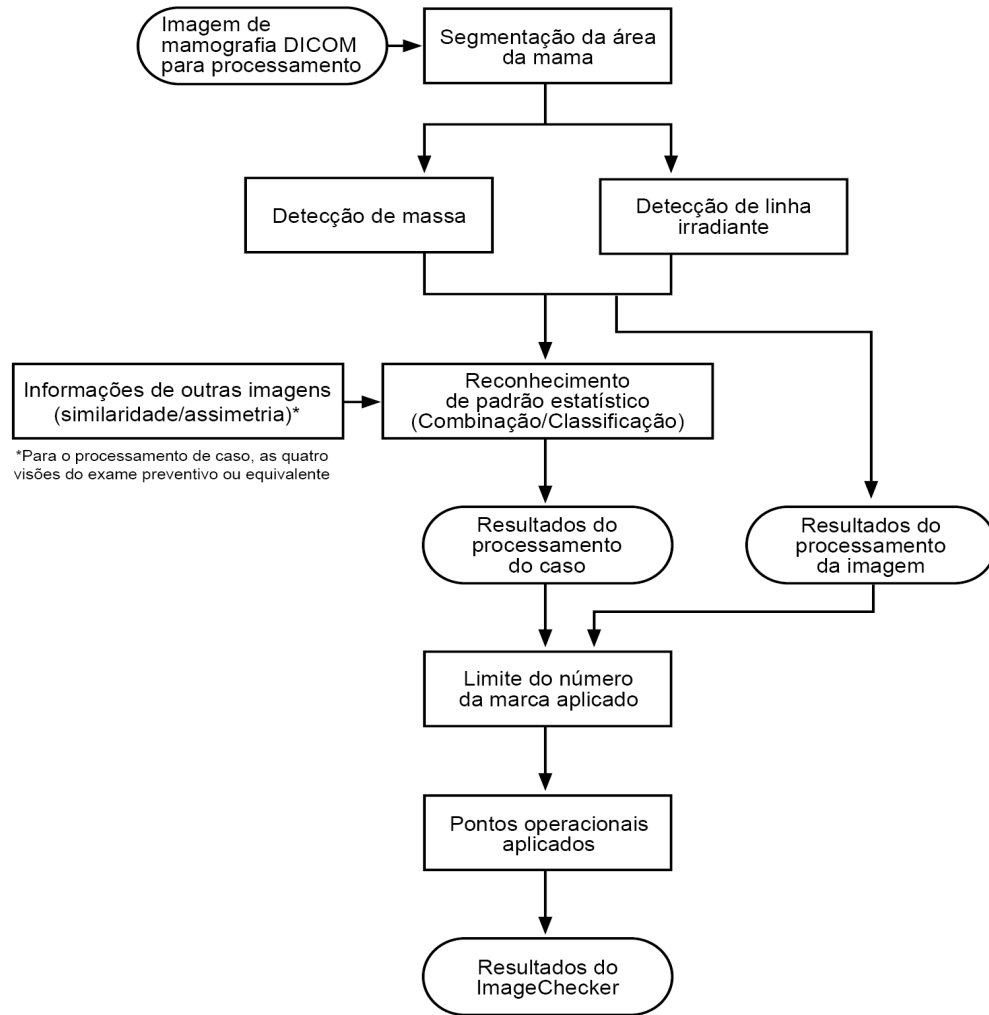 Imagem de
mamografia DICOM
para processamento
Segmentação da área
da mama
Detecção de massa
Detecção de linha
irradiante
Informações de outras imagens
(similaridade/assimetria)*
*Para o processamento de caso, as quatro
visões do exame preventivo ou equivalente
Reconhecimento
de padrão estatístico
(Combinação/Classificação)
Resultados do
processamento
do caso
Resultados do
processamento
da imagem
Limite do número
da marca aplicado
Pontos operacionais
aplicados
Resultados do
ImageChecker